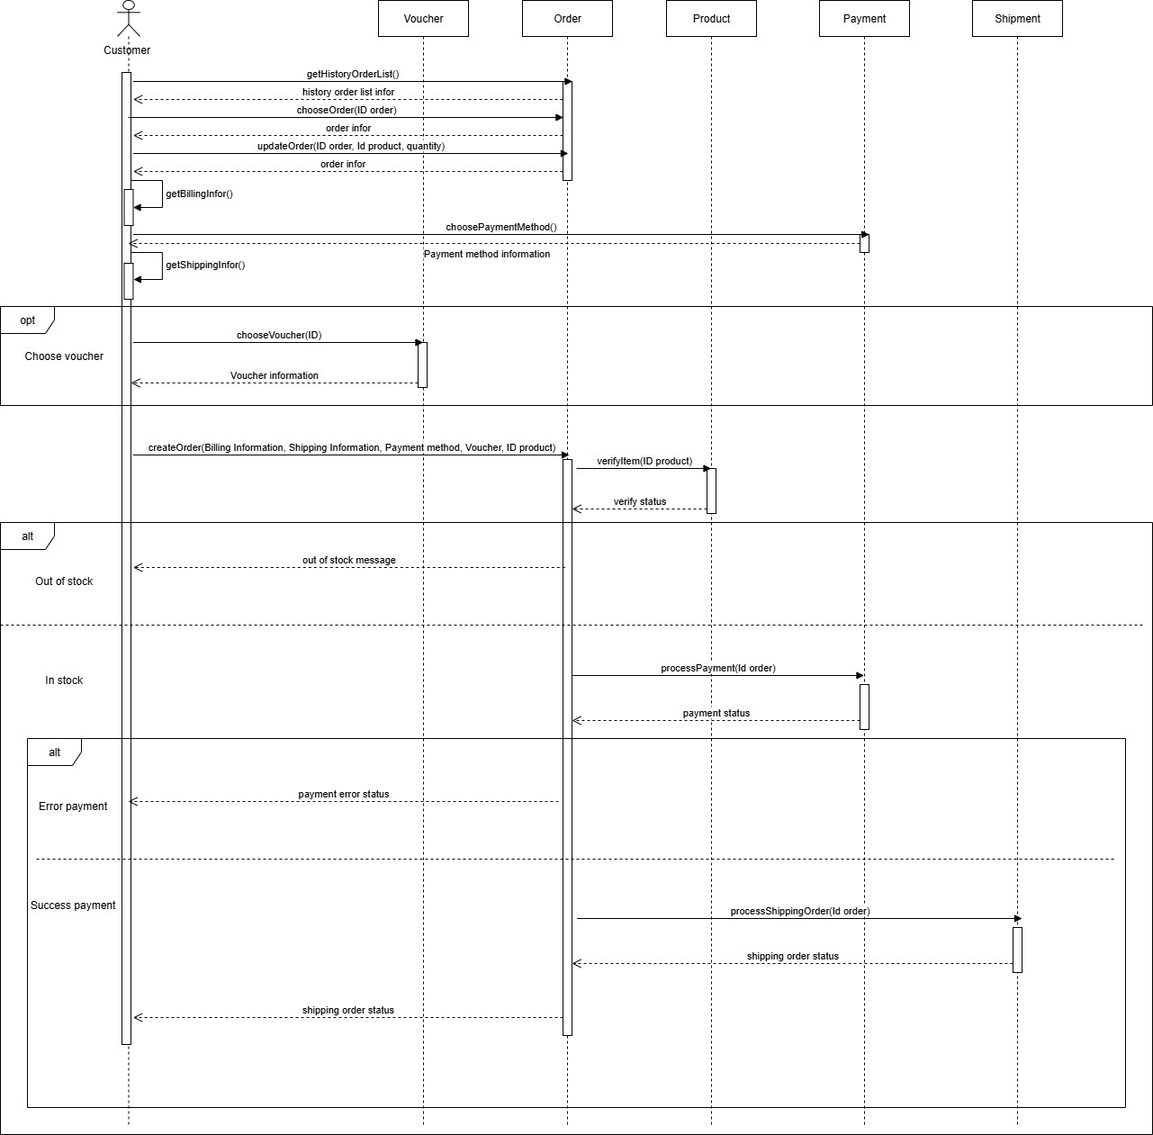 Voucher
Order
Product
Payment
Shipment
Customer
getHistoryOrderList()
history order list infor
chooseOrder(ID order)
order infor
updateOrder(ID order, Id product, quantity)
order infor
getBillingInfor()
choosePaymentMethod()
Payment method information
getShippingInfor()
opt
chooseVoucher(ID)
Choose voucher
Voucher information
createOrder(Billing Information, Shipping Information, Payment method, Voucher, ID product)
verifyItem(ID product)
verify status
alt
out of stock message
Out of stock
processPayment(Id order)
In stock
payment status
alt
payment error status
Error payment
Success payment
processShippingOrder(Id order)
shipping order status
shipping order status